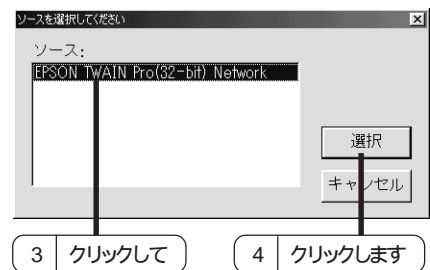 ソースを選択してください
ソース:
EPSON TWAIN Pro(32-bit) Network
選択
キャンセル
3 クリックして
4 クリックします